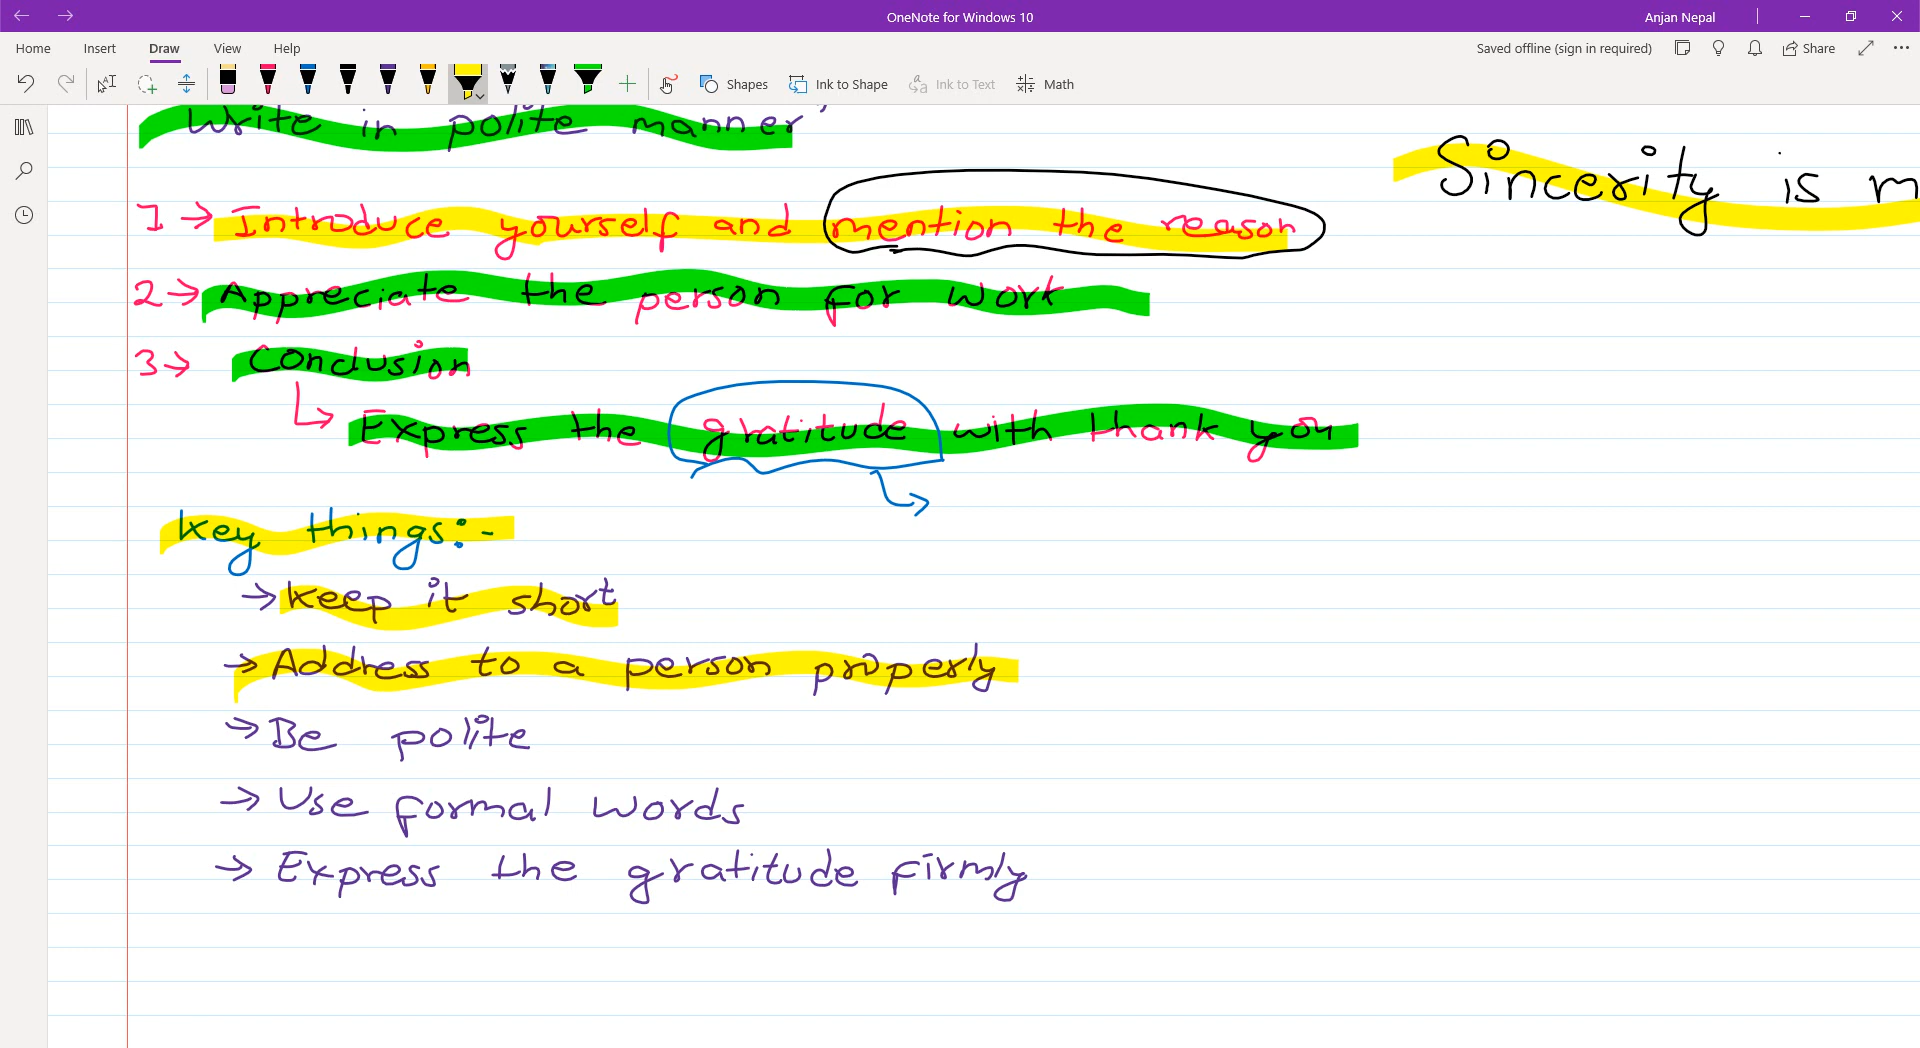 OneNote for Windows 10
Anjan Nepal
Home Insert Draw View Help
Saved offline (sign in required)
Share
Shapes
Ink to Shape
Ink to Text
Math
Write in polite manner
Sincerity is
1 → Introduce yourself and mention the reason
2 → Appreciate the person for work
3 → Conclusion
Express the gratitude with thank you
key things:-
→ keep it short
→ Address to a person properly
→ Be polite
→ Use formal words
→ Express the gratitude firmly